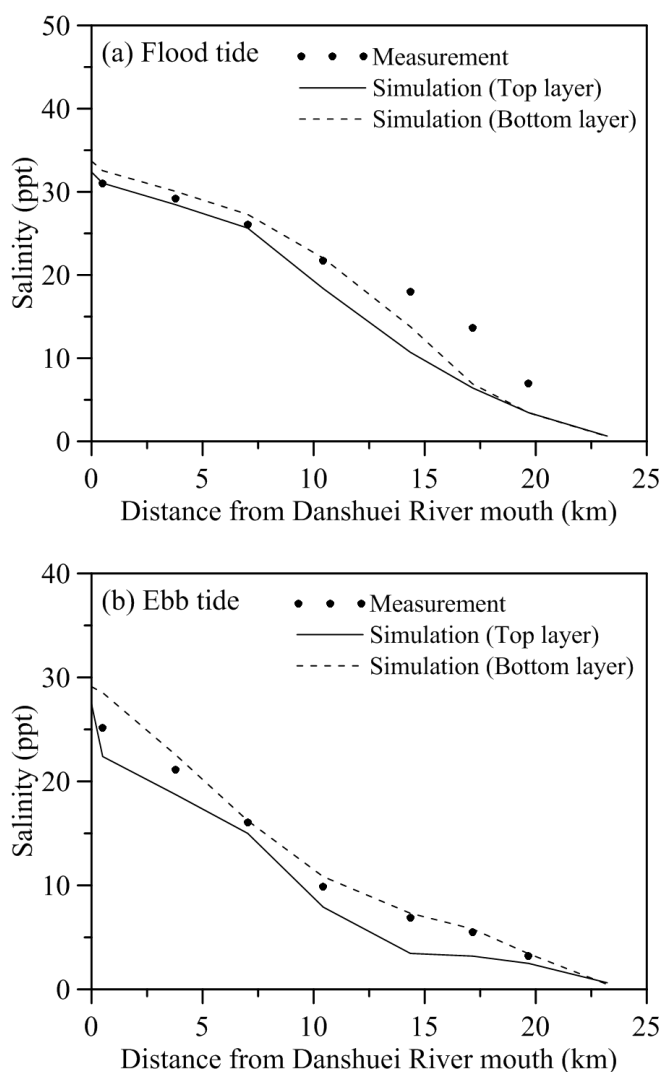 (a) Flood tide
Measurement
Simulation (Top layer)
Simulation (Bottom layer)
Salinity (ppt)
50
40
30
20
10
0
0 5 10 15 20 25
Distance from Danshuei River mouth (km)
(b) Ebb tide
Measurement
Simulation (Top layer)
Simulation (Bottom layer)
Salinity (ppt)
40
30
20
10
0
0 5 10 15 20 25
Distance from Danshuei River mouth (km)